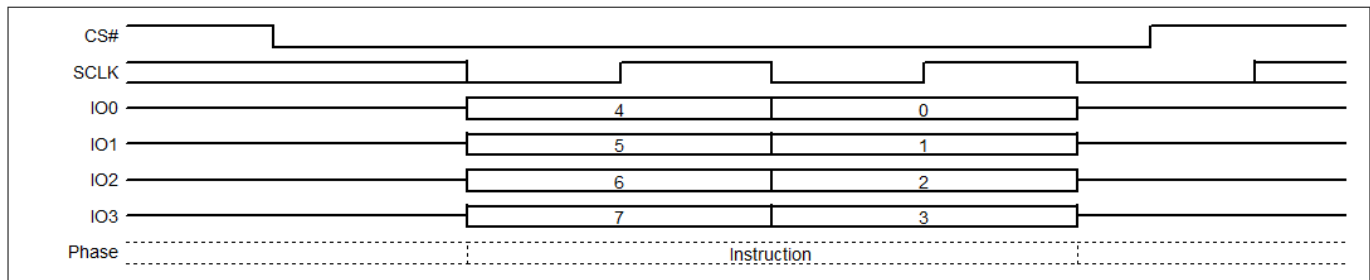 CS#
SCLK
IO0 4 0
IO1 5 1
IO2 6 2
IO3 7 3
Phase Instruction